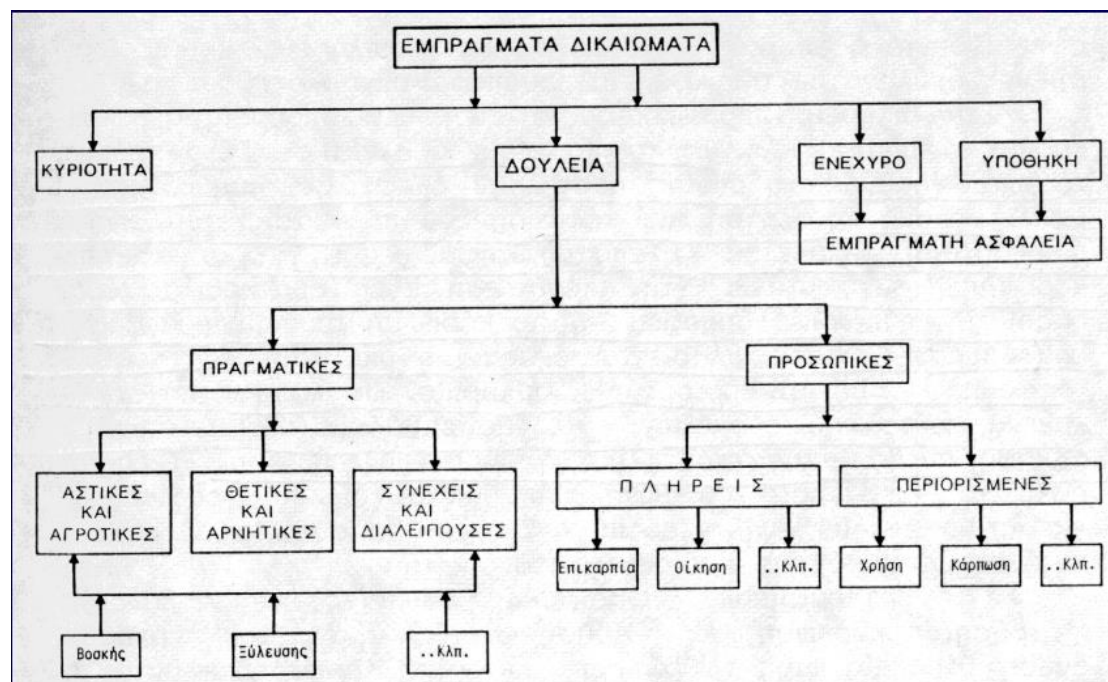 ΕΜΠΡΑΓΜΑΤΑ ΔΙΚΑΙΩΜΑΤΑ
ΚΥΡΙΟΤΗΤΑ
ΔΟΥΛΕΙΑ
ΕΝΕΧΥΡΟ
ΥΠΟΘΗΚΗ
ΕΜΠΡΑΓΜΑΤΗ ΑΣΦΑΛΕΙΑ
ΠΡΑΓΜΑΤΙΚΕΣ
ΠΡΟΣΩΠΙΚΕΣ
ΑΣΤΙΚΕΣ
ΚΑΙ
ΑΓΡΟΤΙΚΕΣ
ΘΕΤΙΚΕΣ
ΚΑΙ
ΑΡΝΗΤΙΚΕΣ
ΣΥΝΕΧΕΙΣ
ΚΑΙ
ΔΙΑΛΕΙΠΟΥΣΕΣ
ΠΛΗΡΕΙΣ
ΠΕΡΙΟΡΙΣΜΕΝΕΣ
Επικαρπία
Οίκηση
..Κλπ.
Χρήση
Κάρπωση
..Κλπ.
Βοσκής
Ξύλευσης
..Κλπ.